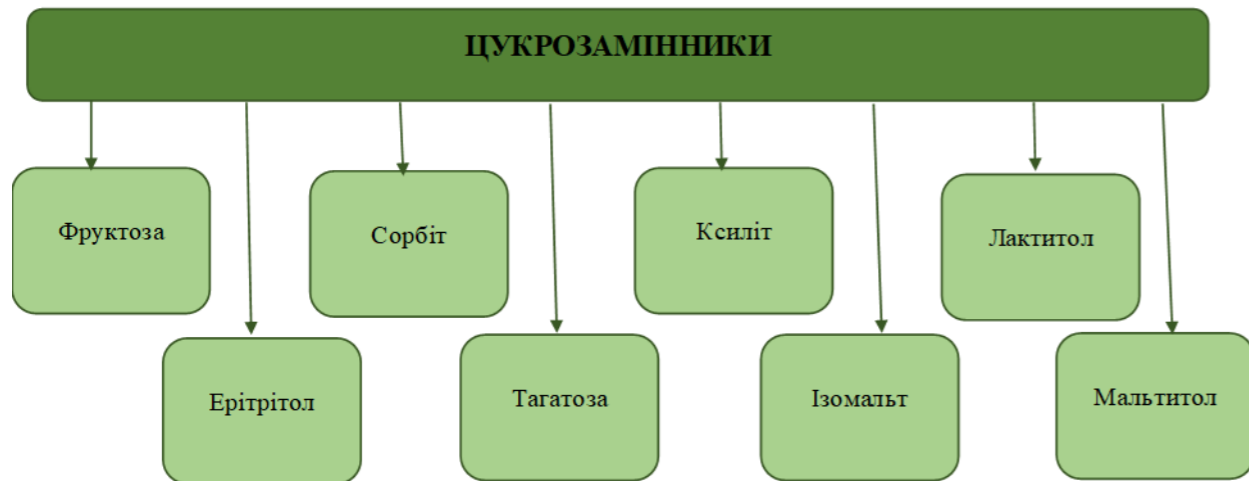 ЦУКРОЗАМІННИКИ
Фруктоза
Сорбіт
Ксиліт
Лактитол
Ерітрітол
Тагатоза
Ізомальт
Мальтитол